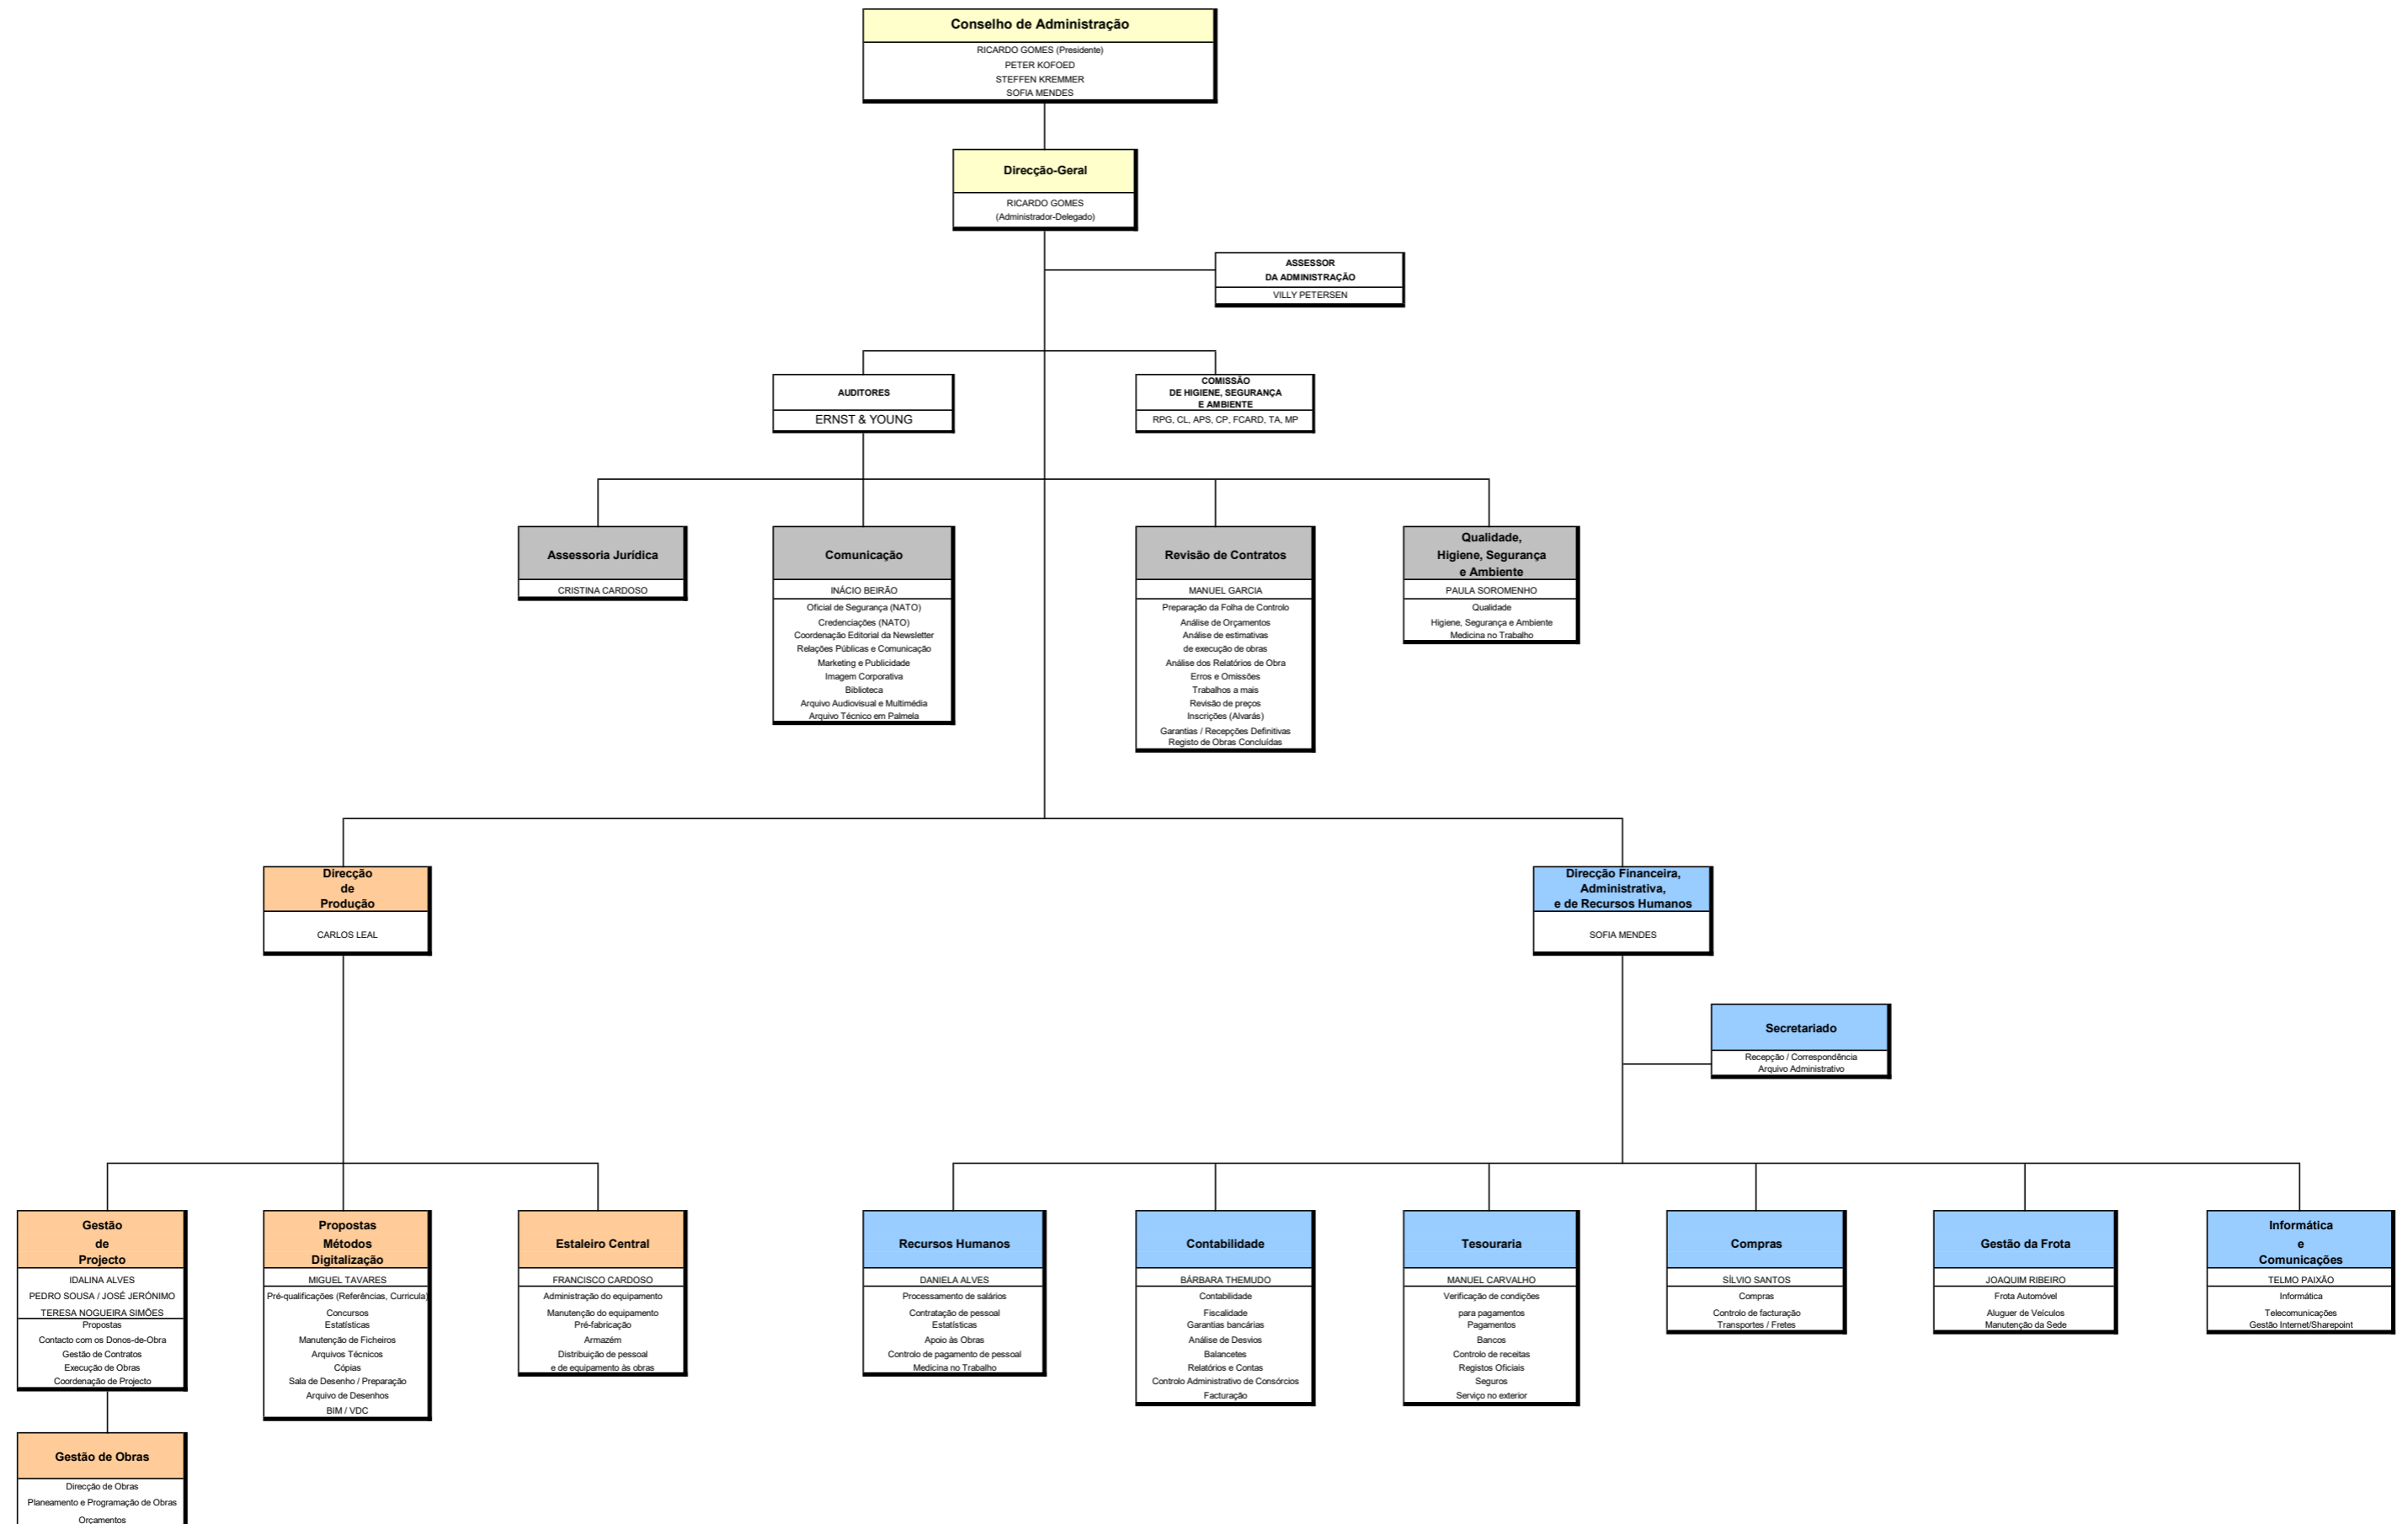 Conselho de Administração
RICARDO GOMES (Presidente)
PETER KOFOED
STEFFEN KREMMER
SOFIA MENDES
Direcção-Geral
RICARDO GOMES
(Administrador-Delegado)
ASSESSOR
DA ADMINISTRAÇÃO
VILLY PETERSEN
AUDITORES
ERNST & YOUNG
COMISSÃO
DE HIGIENE, SEGURANÇA
E AMBIENTE
RPG, CL, APS, CP, FCARD, TA, MP
Assessoria Jurídica
CRISTINA CARDOSO
Comunicação
INÁCIO BEIRÃO
Oficial de Segurança (NATO)
Credenciações (NATO)
Coordenação Editorial da Newsletter
Relações Públicas e Comunicação
Marketing e Publicidade
Imagem Corporativa
Biblioteca
Arquivo Audiovisual e Multimédia
Arquivo Técnico em Palmela
Revisão de Contratos
MANUEL GARCIA
Preparação da Folha de Controlo
Análise de Orçamentos
Análise de estimativas
de execução de obras
Análise dos Relatórios de Obra
Erros e Omissões
Trabalhos a mais
Revisão de preços
Inscrições (Alvarás)
Garantias / Recepções Definitivas
Registo de Obras Concluídas
Qualidade,
Higiene, Segurança
e Ambiente
PAULA SOROMENHO
Qualidade
Higiene, Segurança e Ambiente
Medicina no Trabalho
Direcção
de
Produção
CARLOS LEAL
Direcção Financeira,
Administrativa,
e de Recursos Humanos
SOFIA MENDES
Secretariado
Recepção / Correspondência
Arquivo Administrativo
Gestão
de
Projecto
IDALINA ALVES
PEDRO SOUSA / JOSÉ JERÓNIMO
TERESA NOGUEIRA SIMÕES
Propostas
Contacto com os Donos-de-Obra
Gestão de Contratos
Execução de Obras
Coordenação de Projecto
Propostas
Métodos
Digitalização
MIGUEL TAVARES
Pré-qualificações (Referências, Curricula)
Concursos
Estatísticas
Manutenção de Ficheiros
Arquivos Técnicos
Cópias
Sala de Desenho / Preparação
Arquivo de Desenhos
BIM / VDC
Estaleiro Central
FRANCISCO CARDOSO
Administração do equipamento
Manutenção do equipamento
Pré-fabricação
Armazém
Distribuição de pessoal
e de equipamento às obras
Recursos Humanos
DANIELA ALVES
Processamento de salários
Contratação de pessoal
Estatísticas
Apoio às Obras
Controlo de pagamento de pessoal
Medicina no Trabalho
Contabilidade
BÁRBARA THEMUDO
Contabilidade
Fiscalidade
Garantias bancárias
Análise de Desvios
Balancetes
Relatórios e Contas
Controlo Administrativo de Consórcios
Facturação
Tesouraria
MANUEL CARVALHO
Verificação de condições
para pagamentos
Pagamentos
Bancos
Controlo de receitas
Registos Oficiais
Seguros
Serviço no exterior
Compras
SÍLVIO SANTOS
Compras
Controlo de facturação
Transportes / Fretes
Gestão da Frota
JOAQUIM RIBEIRO
Frota Automóvel
Aluguer de Veículos
Manutenção da Sede
Informática
e
Comunicações
TELMO PAIXÃO
Informática
Telecomunicações
Gestão Internet/Sharepoint
Gestão de Obras
Direcção de Obras
Planeamento e Programação de Obras
Orçamentos